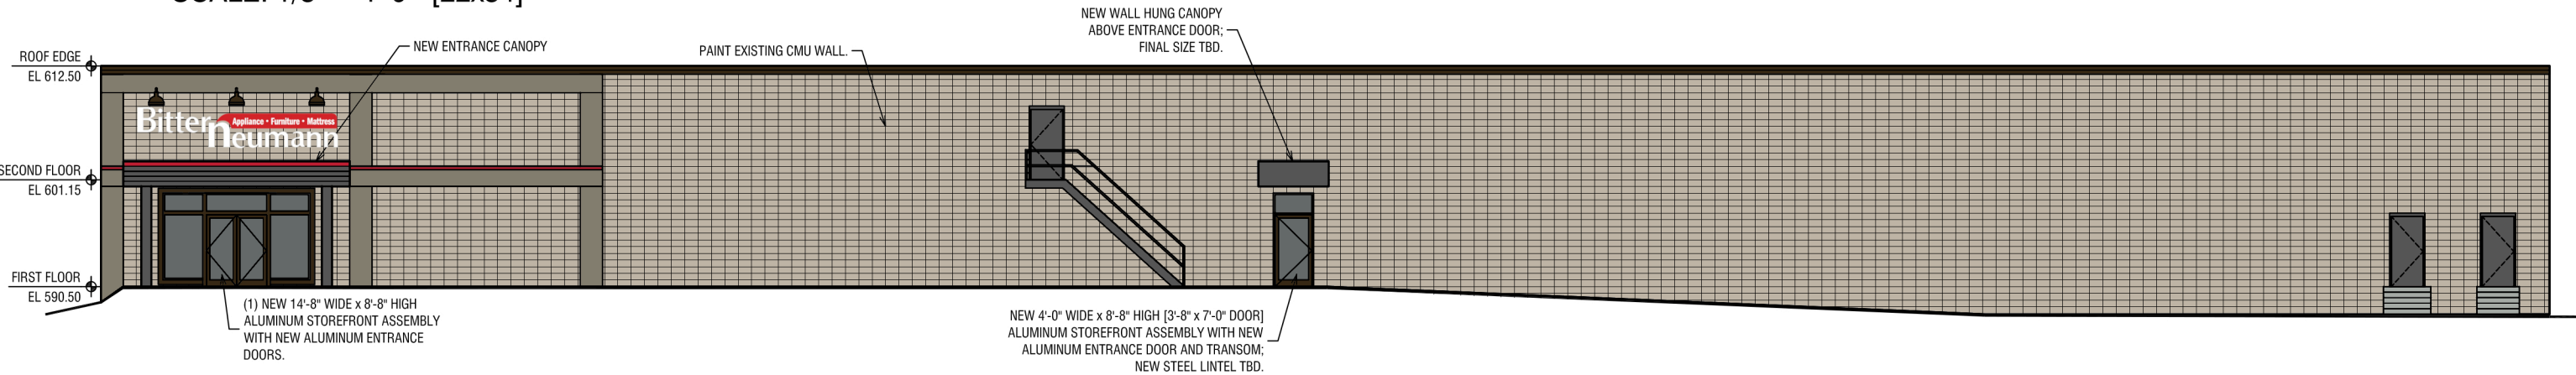 NEW ENTRANCE CANOPY
PAINT EXISTING CMU WALL.
NEW WALL HUNG CANOPY
ABOVE ENTRANCE DOOR;
FINAL SIZE TBD.
ROOF EDGE
EL 612.50
Bitter
Neumann
Appliance • Furniture • Mattress
SECOND FLOOR
EL 601.15
FIRST FLOOR
EL 590.50
(1) NEW 14'-8" WIDE x 8'-8" HIGH
ALUMINUM STOREFRONT ASSEMBLY
WITH NEW ALUMINUM ENTRANCE
DOORS.
NEW 4'-0" WIDE x 8'-8" HIGH [3'-8" x 7'-0" DOOR]
ALUMINUM STOREFRONT ASSEMBLY WITH NEW
ALUMINUM ENTRANCE DOOR AND TRANSOM;
NEW STEEL LINTEL TBD.